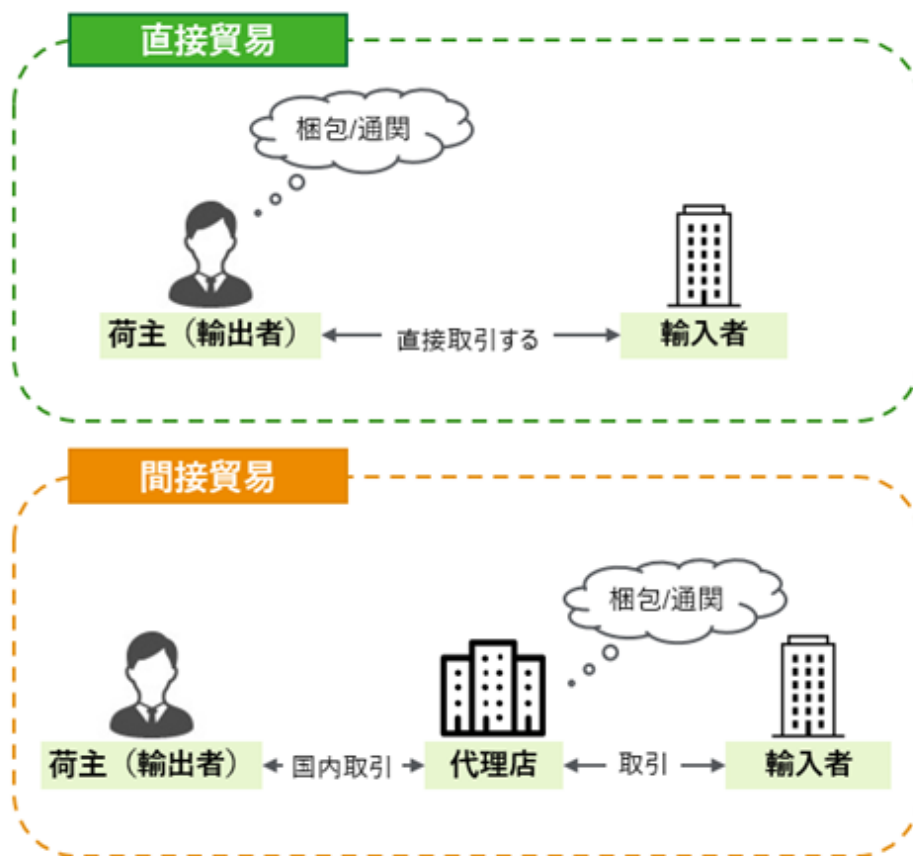 直接貿易
梱包/通関
荷主（輸出者）
直接取引する
輸入者
間接貿易
梱包/通関
荷主（輸出者）
国内取引
代理店
取引
輸入者